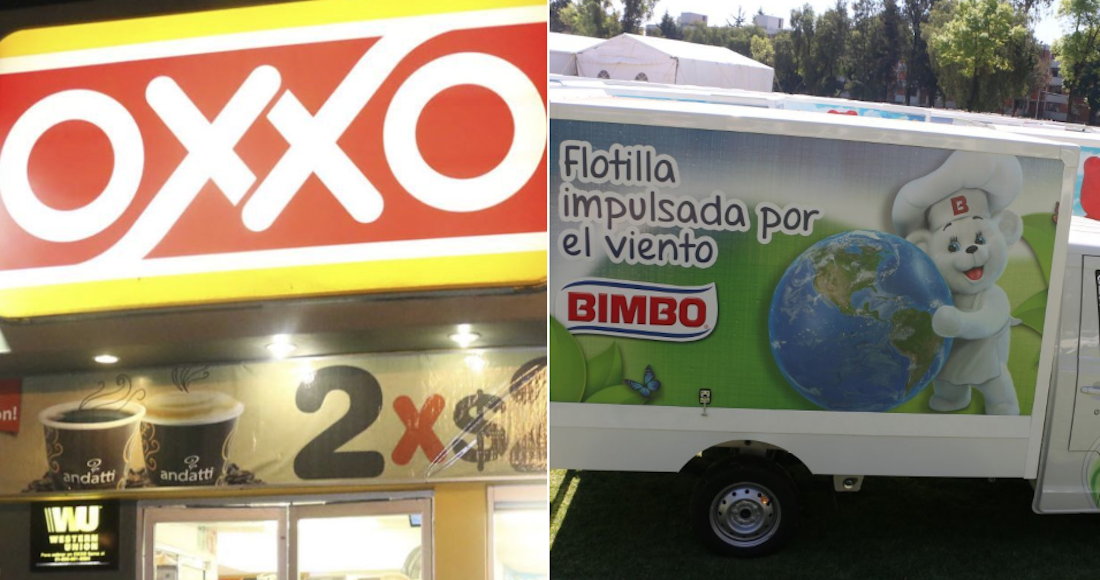 OXXO
2x$
andatti
andatti
WU
WESTERN
UNION
Flotilla
impulsada por
el viento
BIMBO
B